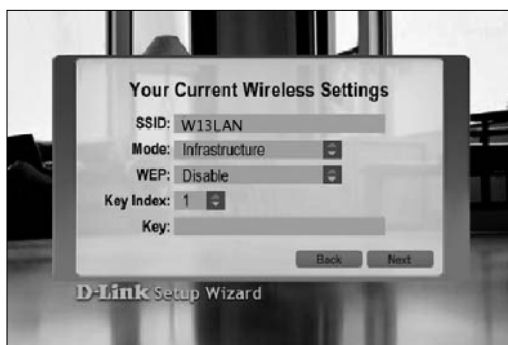 Your Current Wireless Settings
SSID: W13LAN
Mode: Infrastructure
WEP: Disable
Key Index: 1
Key:
Back Next
D-Link Setup Wizard